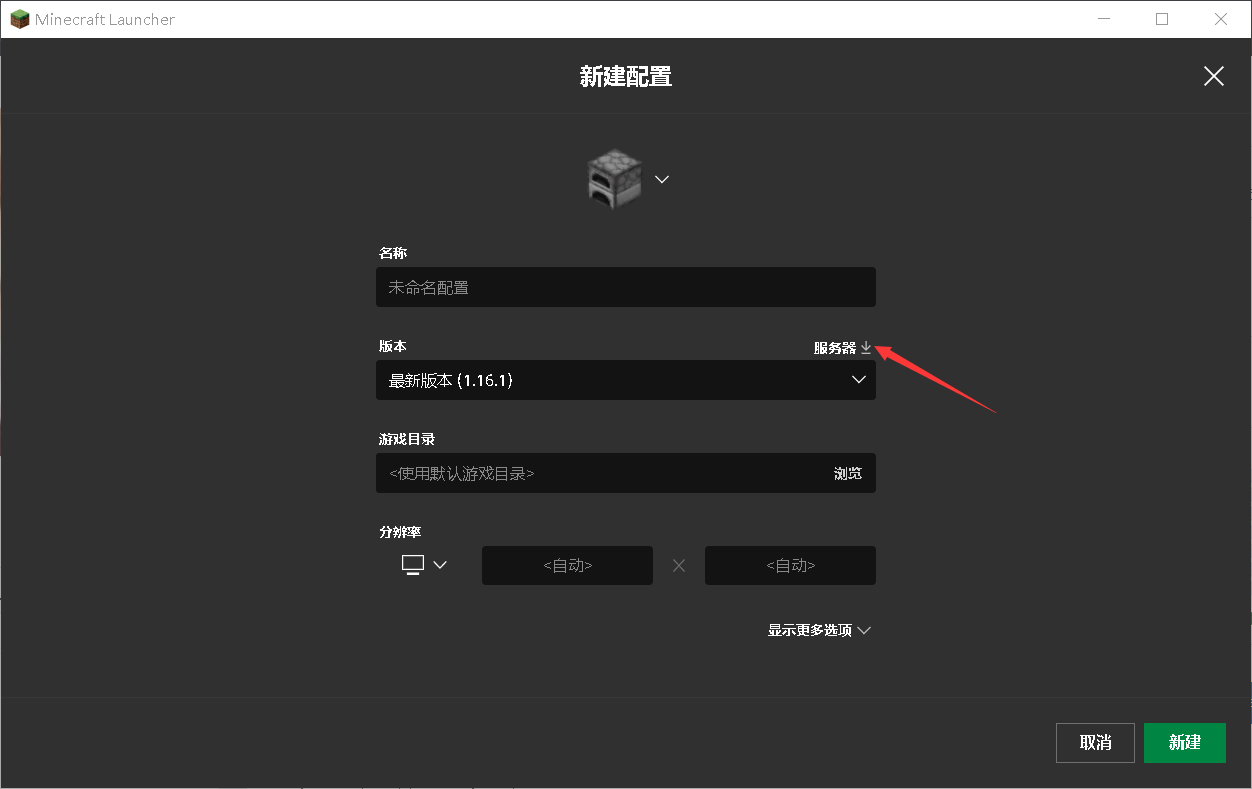 Minecraft Launcher
新建配置
名称
未命名配置
版本
服务器
最新版本 (1.16.1)
游戏目录
<使用默认游戏目录>
浏览
分辨率
<自动>
<自动>
显示更多选项
取消
新建